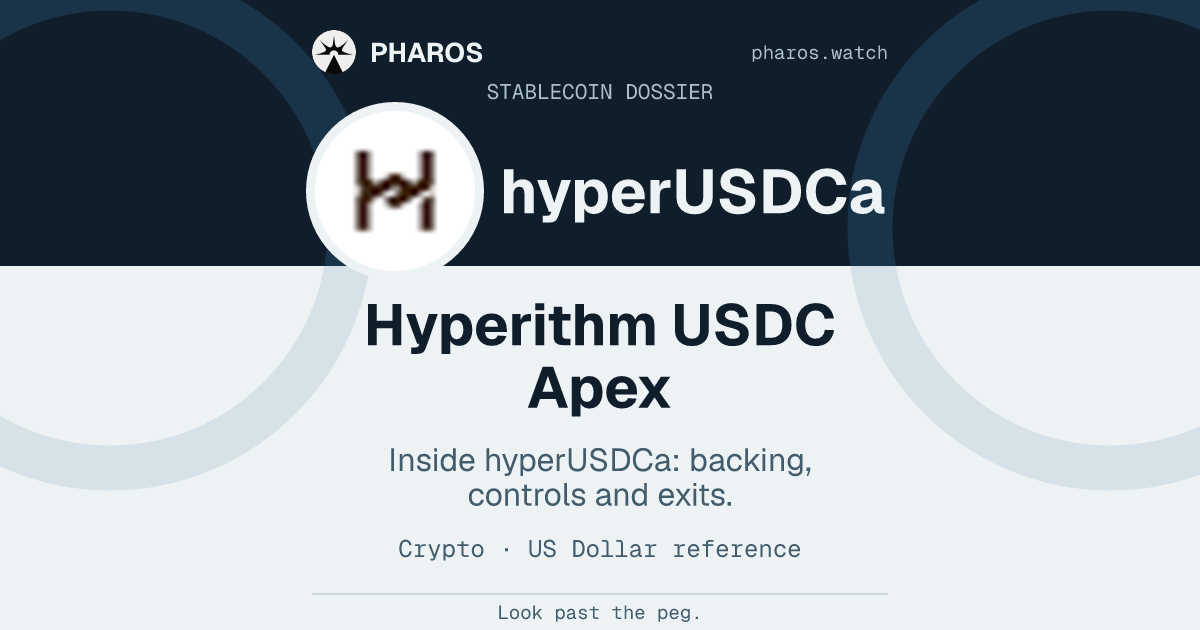 PHAROS
pharos.watch
STABLECOIN DOSSIER
hyperUSDCa
Hyperithm USDC
Apex
Inside hyperUSDCa: backing,
controls and exits.
Crypto · US Dollar reference
Look past the peg.